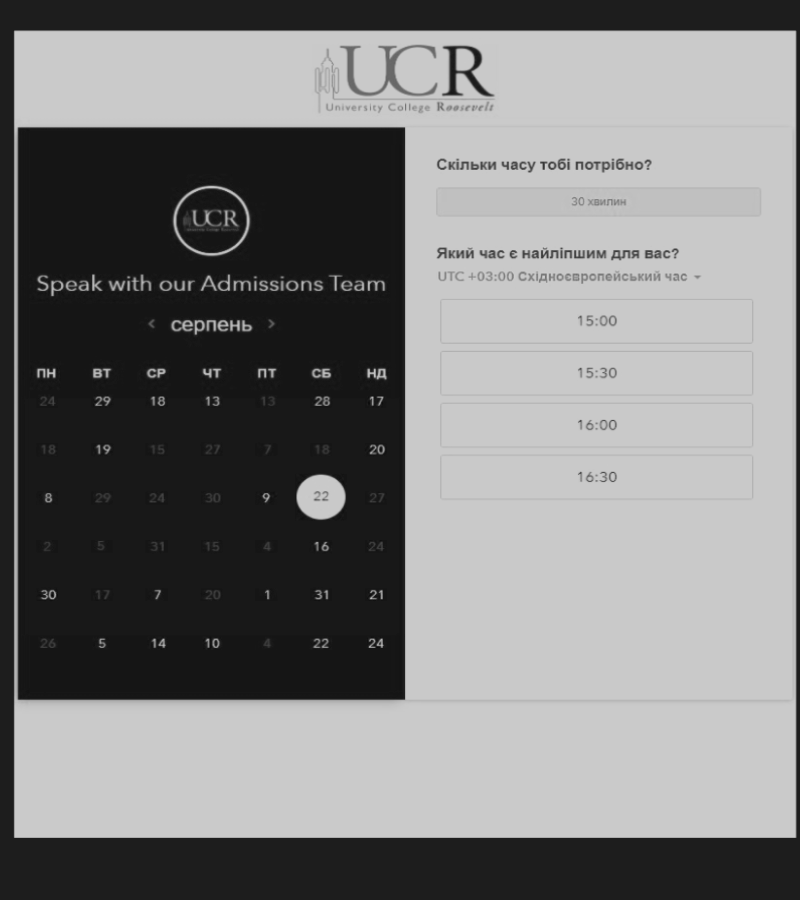 UCR
University College Roosevelt
UCR
Speak with our Admissions Team
серпень
ПН ВТ СР ЧТ ПТ СБ НД
24 29 18 13 13 28 17
18 19 15 27 7 18 20
8 29 24 30 9 22 27
2 5 31 15 4 16 24
30 17 7 20 1 31 21
26 5 14 10 4 22 24
Скільки часу тобі потрібно?
30 хвилин
Який час є найліпшим для вас?
UTC +03:00 Східноєвропейський час
15:00
15:30
16:00
16:30